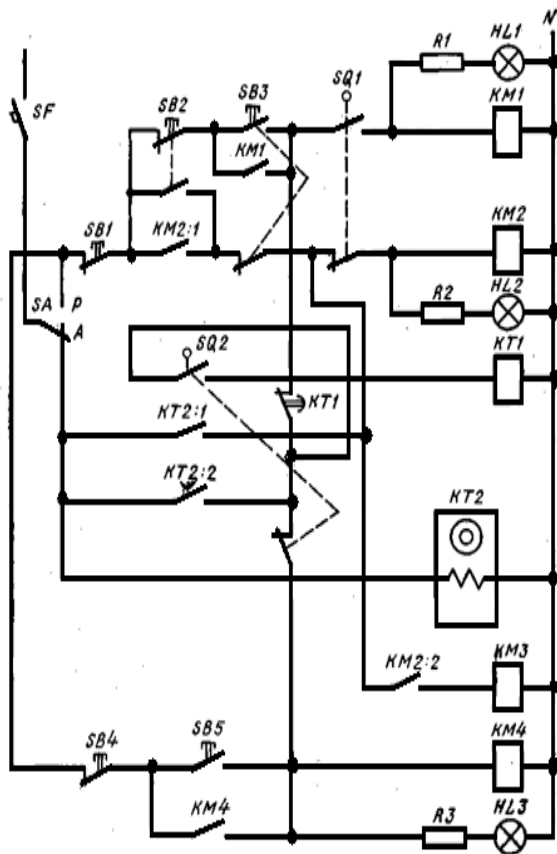 N
HL1
R1
SQ1
SB3
SB2
SF
KM1
KM1
KM2
SB1
KM2:1
HL2
R2
SA P
A
KT1
SQ2
KT1
KT2:1
KT2:2
KT2
KM3
KM2:2
SB5
SB4
KM4
KM4
HL3
R3